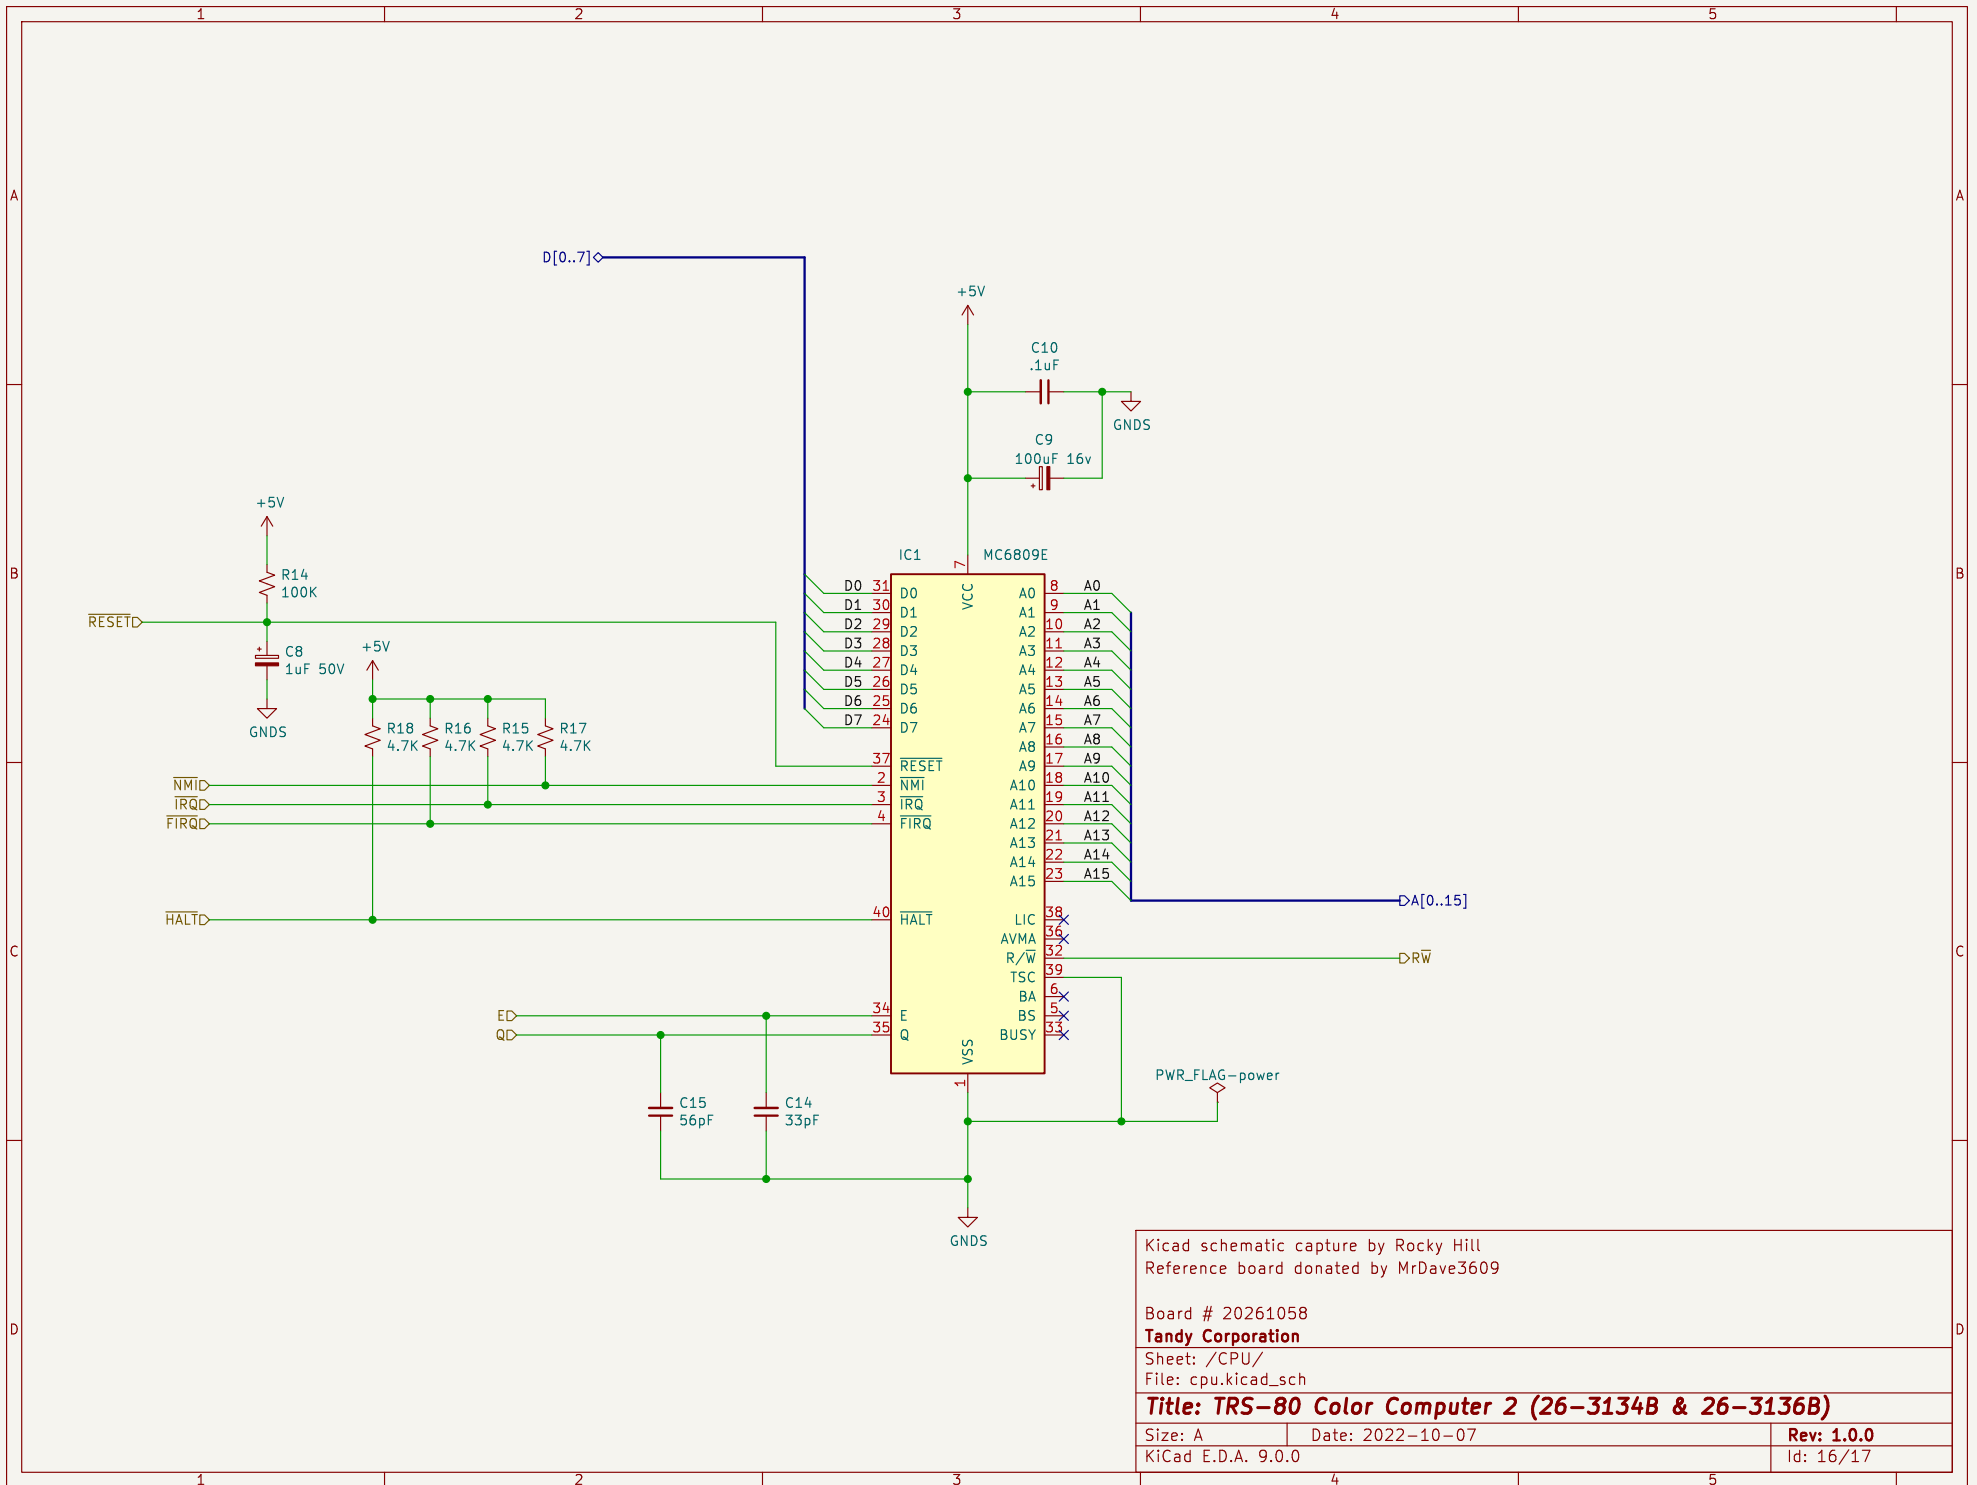 1 2 3 4 5
A A
D[0..7]
+5V
C10
.1uF
GNDS
C9
100uF 16v
+5V
R14
100K
RESET
C8
1uF 50V
GNDS
+5V
R18
4.7K
R16
4.7K
R15
4.7K
R17
4.7K
B B
IC1 MC6809E
7
VCC
D0 31 D0
D1 30 D1
D2 29 D2
D3 28 D3
D4 27 D4
D5 26 D5
D6 25 D6
D7 24 D7
37 RESET
NMI 2 NMI
IRQ 3 IRQ
FIRQ 4 FIRQ
HALT 40 HALT
E 34 E
Q 35 Q
A0 8 A0
A1 9 A1
A2 10 A2
A3 11 A3
A4 12 A4
A5 13 A5
A6 14 A6
A7 15 A7
A8 16 A8
A9 17 A9
A10 18 A10
A11 19 A11
A12 20 A12
A13 21 A13
A14 22 A14
A15 23 A15
A[0..15]
LIC 38
AVMA 36
R/W 32 RW
TSC 39
BA 6
BS 5
BUSY 33
VSS
1
C C
C15
56pF
C14
33pF
PWR_FLAG-power
GNDS
D D
Kicad schematic capture by Rocky Hill
Reference board donated by MrDave3609
Board # 20261058
Tandy Corporation
Sheet: /CPU/
File: cpu.kicad_sch
Title: TRS-80 Color Computer 2 (26-3134B & 26-3136B)
Size: A Date: 2022-10-07 Rev: 1.0.0
KiCad E.D.A. 9.0.0 Id: 16/17
1 2 3 4 5